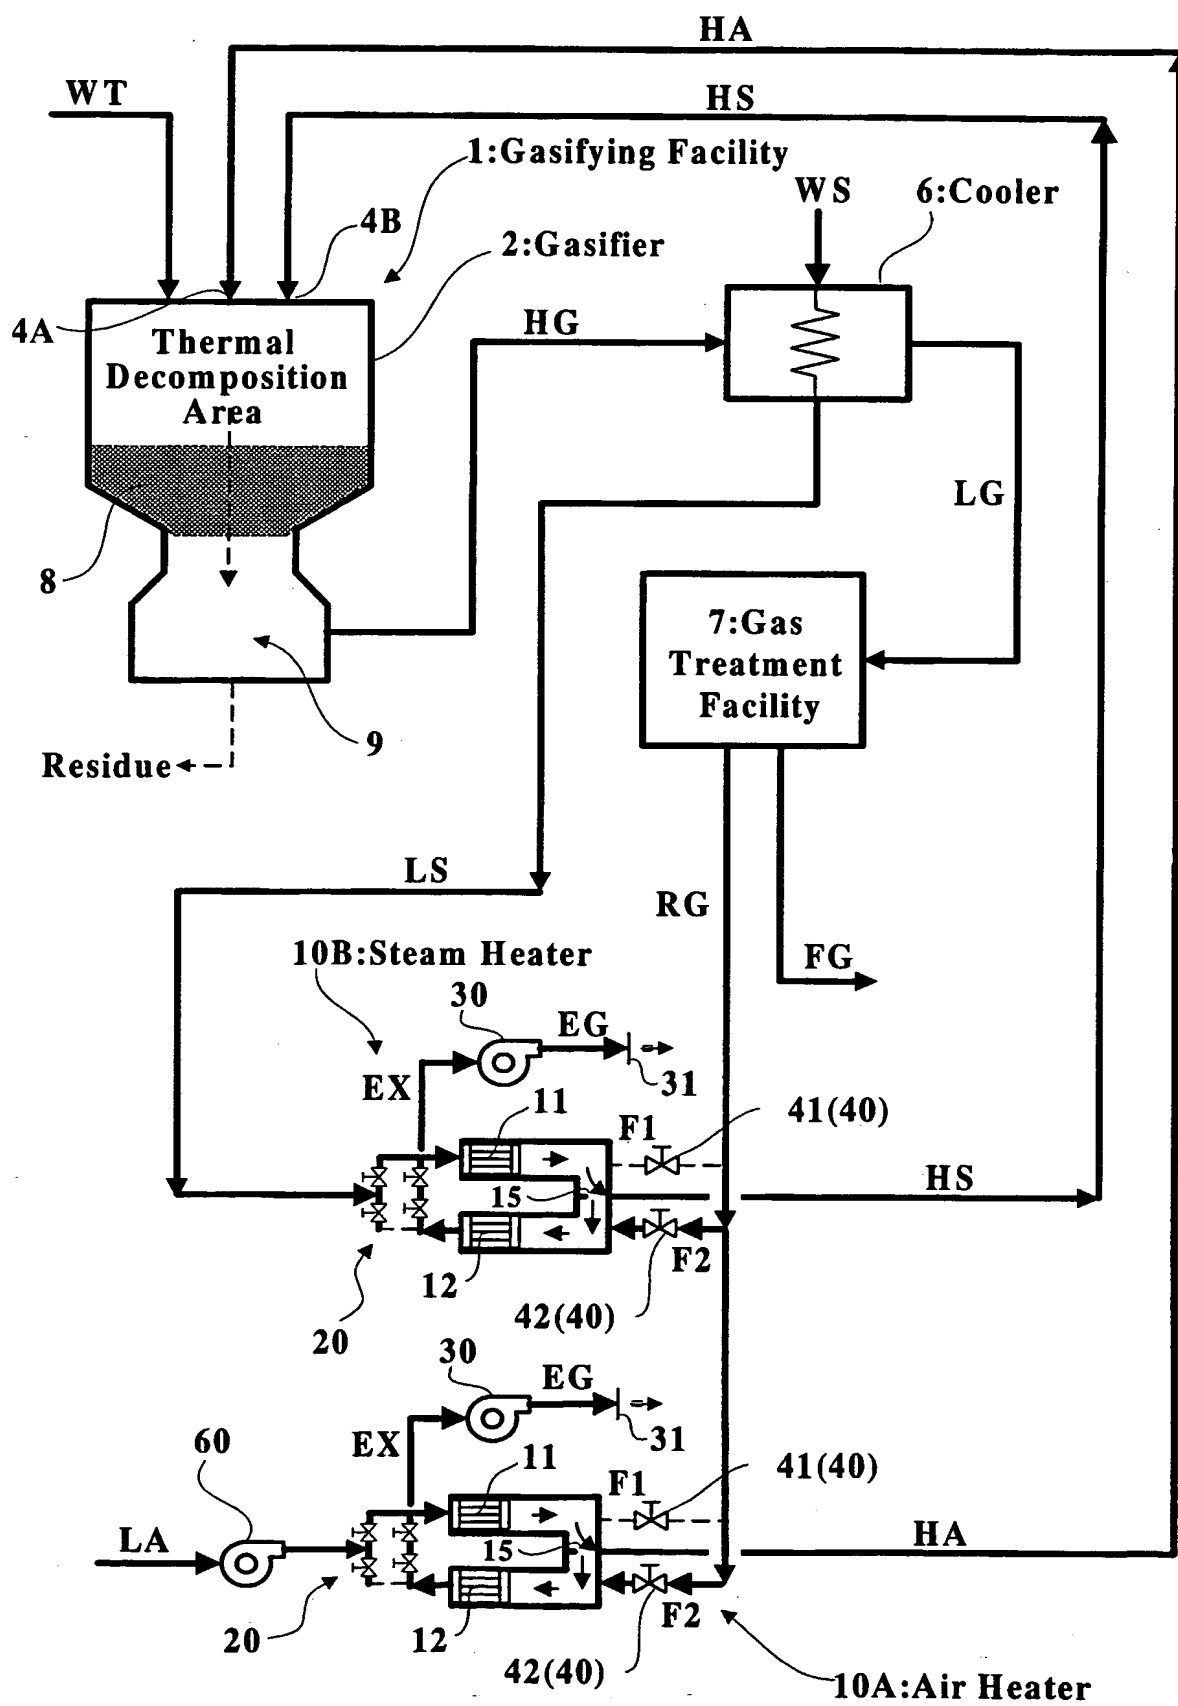 HA
WT
HS
1:Gasifying Facility
WS
6:Cooler
4B
2:Gasifier
4A
HG
Thermal
Decomposition
Area
LG
8
7:Gas
Treatment
Facility
9
Residue
LS
RG
10B:Steam Heater
FG
30
EG
EX
31
11
F1
41(40)
15
HS
12
F2
42(40)
20
30
EG
EX
31
60
11
F1
41(40)
LA
15
HA
12
F2
20
42(40)
10A:Air Heater